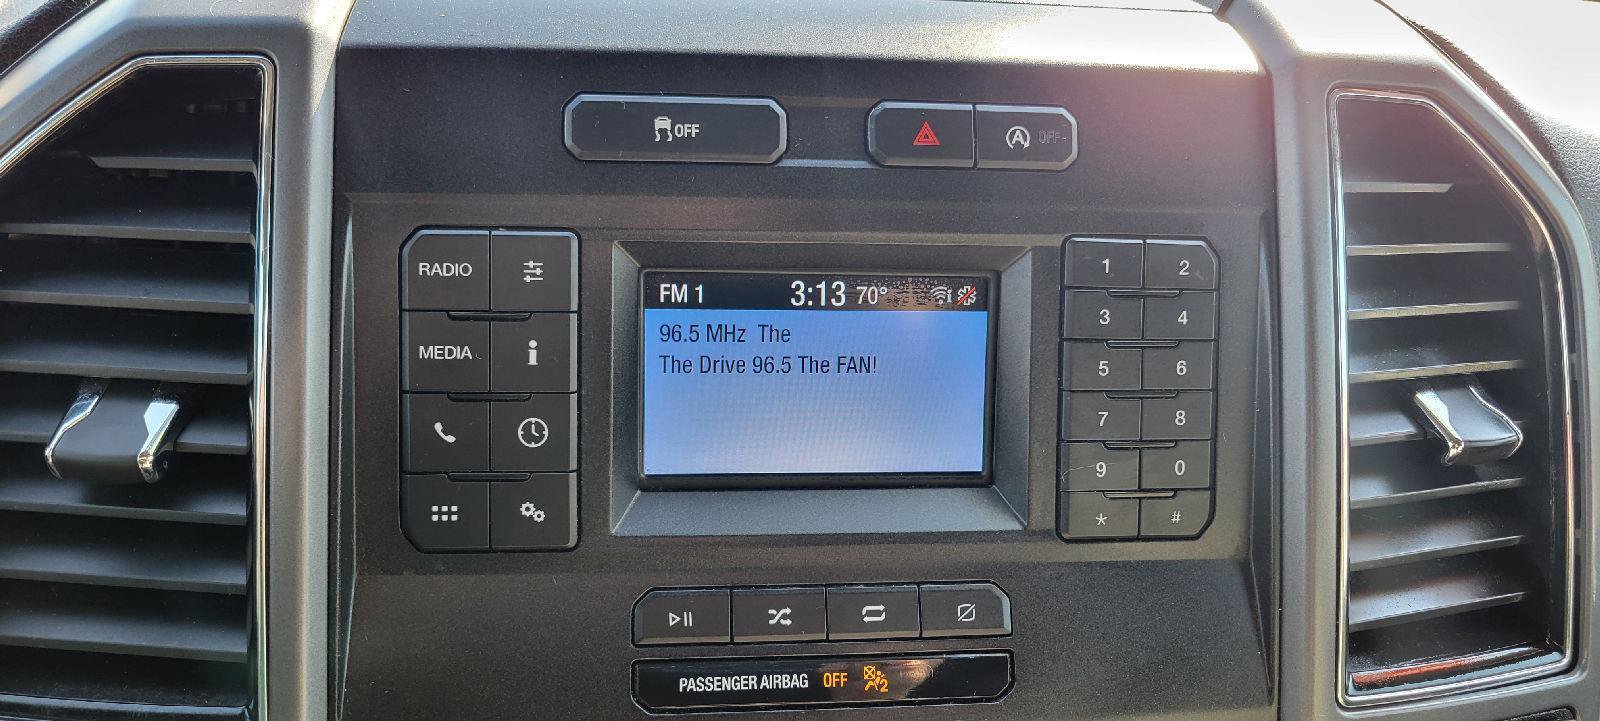 OFF
A OFF
RADIO
1 2
FM 1 3:13 70°
96.5 MHz The
The Drive 96.5 The FAN!
3 4
MEDIA i
5 6
7 8
9 0
* #
PASSENGER AIRBAG OFF 2